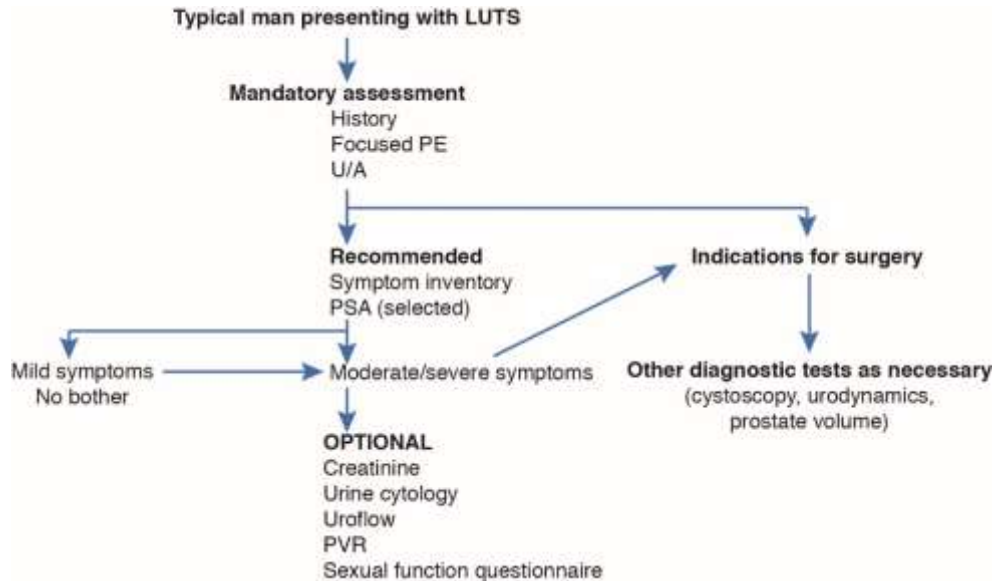 Typical man presenting with LUTS
Mandatory assessment
History
Focused PE
U/A
Recommended
Symptom inventory
PSA (selected)
Indications for surgery
Mild symptoms
No bother
Moderate/severe symptoms
Other diagnostic tests as necessary
(cystoscopy, urodynamics,
prostate volume)
OPTIONAL
Creatinine
Urine cytology
Uroflow
PVR
Sexual function questionnaire